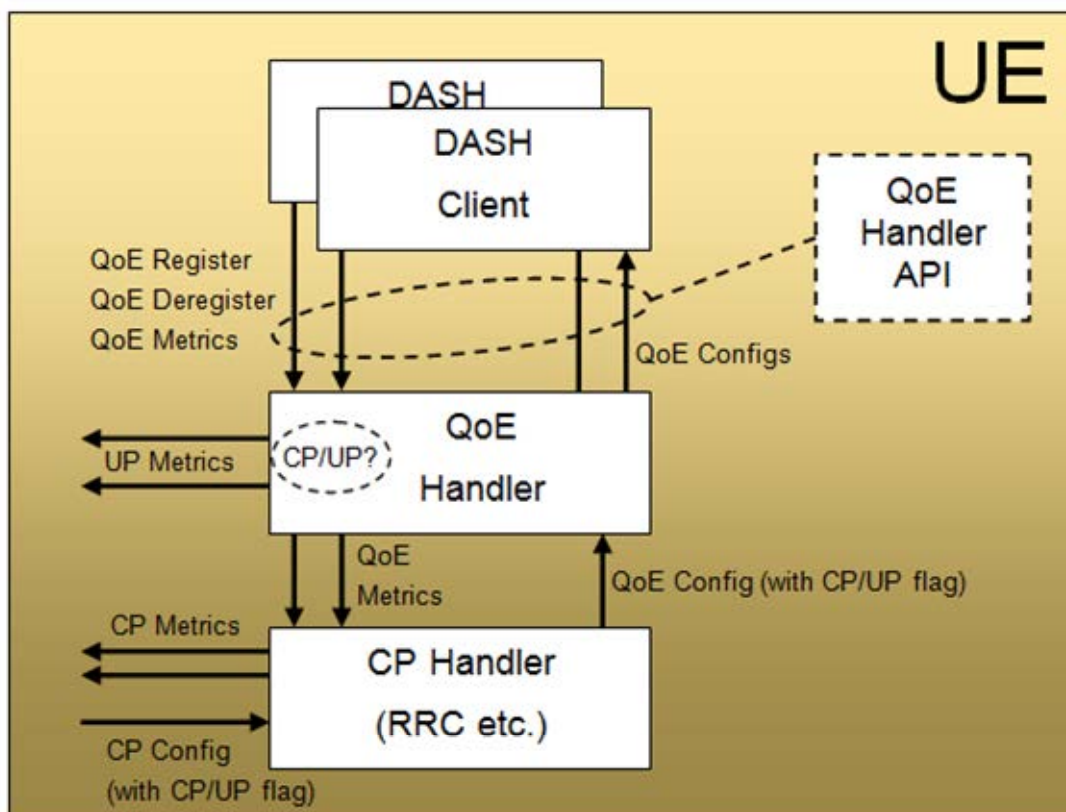 UE
DASH
DASH
Client
QoE
Handler
API
QoE Register
QoE Deregister
QoE Metrics
QoE Configs
QoE
Handler
CP/UP?
UP Metrics
QoE
Metrics
QoE Config (with CP/UP flag)
CP Metrics
CP Handler
(RRC etc.)
CP Config
(with CP/UP flag)